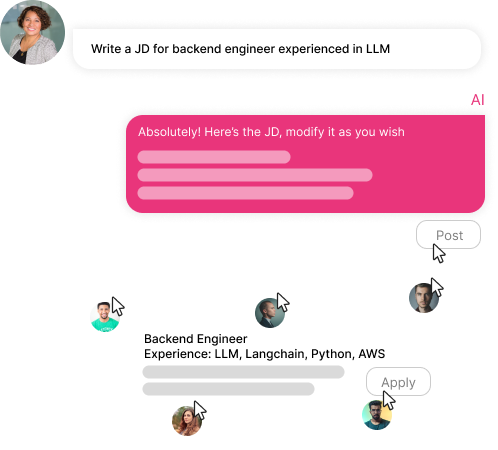 Write a JD for backend engineer experienced in LLM
AI
Absolutely! Here's the JD, modify it as you wish
Post
Backend Engineer
Experience: LLM, Langchain, Python, AWS
Apply